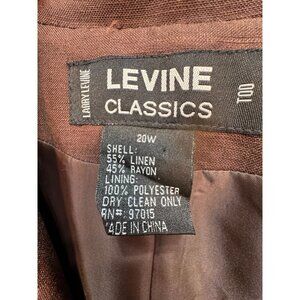 LARRY LEVINE
LEVINE
CLASSICS
TOO
20W
SHELL:
55% LINEN
45% RAYON
LINING:
100% POLYESTER
DRY CLEAN ONLY
RN#: 97015
MADE IN CHINA